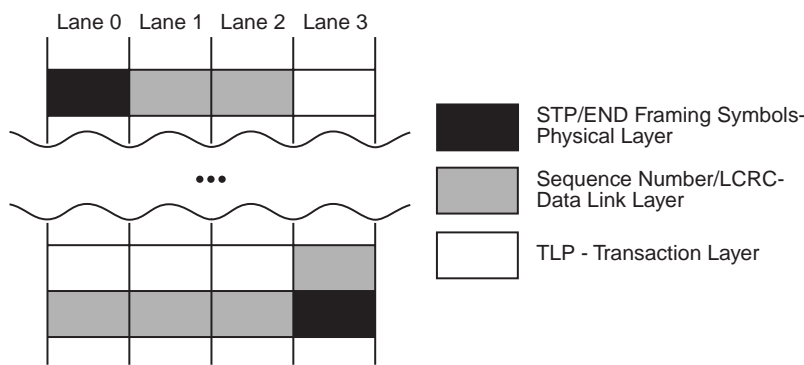 Lane 0 Lane 1 Lane 2 Lane 3
STP/END Framing Symbols-
Physical Layer
•••
Sequence Number/LCRC-
Data Link Layer
TLP - Transaction Layer